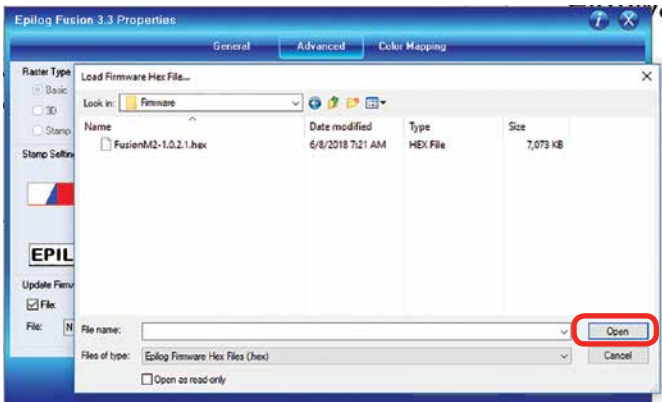 Epilog Fusion 3.3 Properties
General Advanced Color Mapping
Raster Type
Basic
3D
Stamp
Stamp Settin
EPIL
Update Firmw
File:
File: N
Load Firmware Hex File...
Look in: Firmware
Name Date modified Type Size
FusionM2-1.0.2.1.hex 6/8/2018 7:21 AM HEX File 7,073 KB
File name: Open
Files of type: Epilog Firmware Hex Files (.hex) Cancel
Open as read-only